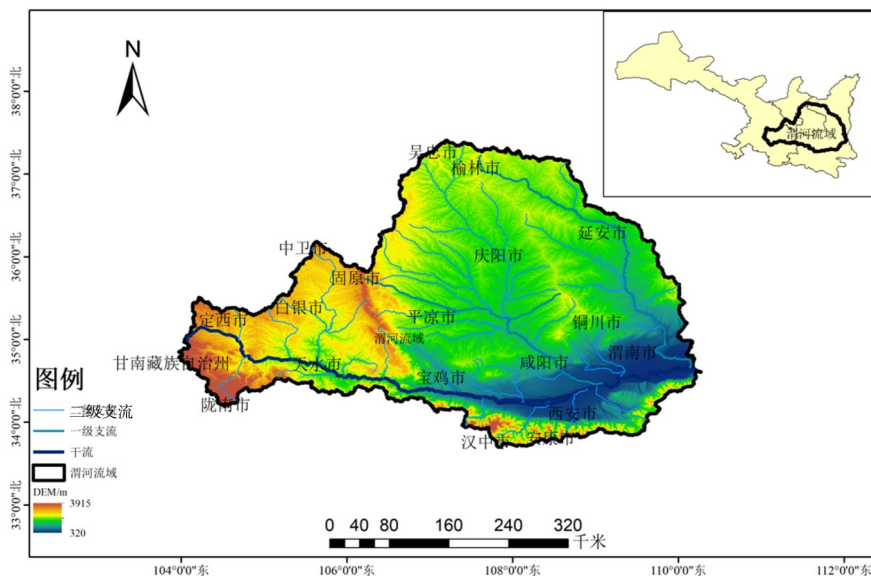 N
渭河流域
38°0'0"北
37°0'0"北
36°0'0"北
35°0'0"北
34°0'0"北
33°0'0"北
吴忠市
榆林市
延安市
中卫市
庆阳市
固原市
白银市
定西市
平凉市
铜川市
渭河流域
渭南市
甘南藏族自治州
天水市
咸阳市
宝鸡市
陇南市
西安市
汉中市
安康市
图例
二级支流
一级支流
干流
渭河流域
DEM/m
3915
320
0 40 80 160 240 320
千米
104°0'0"东 106°0'0"东 108°0'0"东 110°0'0"东 112°0'0"东